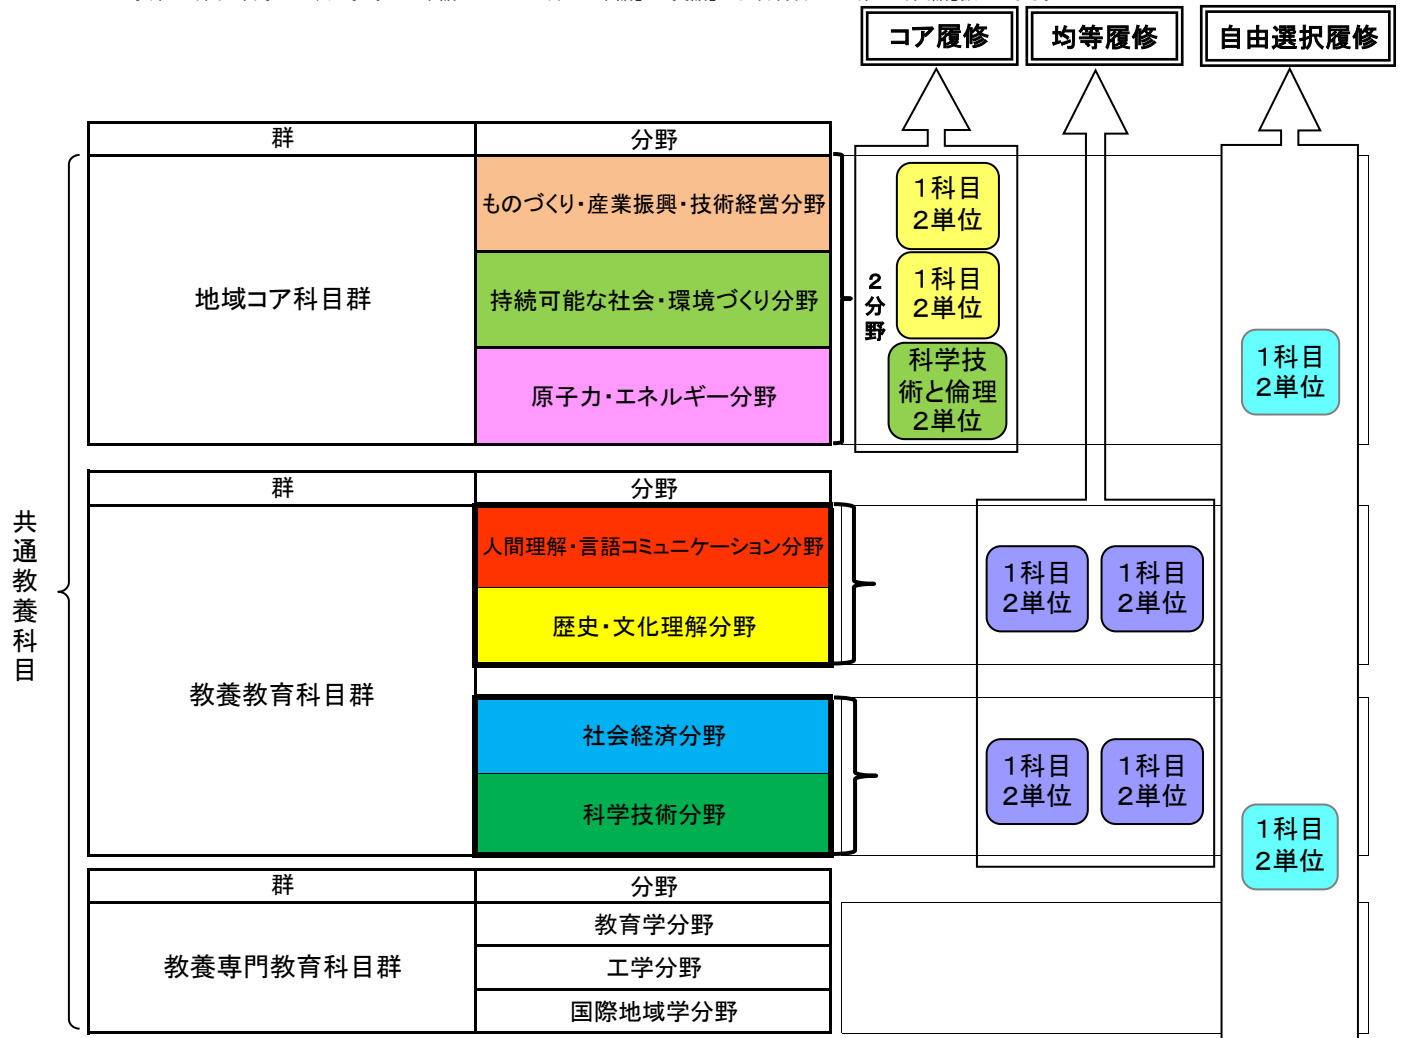 コア履修
均等履修
自由選択履修
群
分野
地域コア科目群
ものづくり・産業振興・技術経営分野
持続可能な社会・環境づくり分野
原子力・エネルギー分野
2
分
野
1科目
2単位
1科目
2単位
科学技
術と倫理
2単位
1科目
2単位
共
通
教
養
科
目
群
分野
教養教育科目群
人間理解・言語コミュニケーション分野
歴史・文化理解分野
社会経済分野
科学技術分野
1科目
2単位
1科目
2単位
1科目
2単位
1科目
2単位
1科目
2単位
群
分野
教養専門教育科目群
教育学分野
工学分野
国際地域学分野